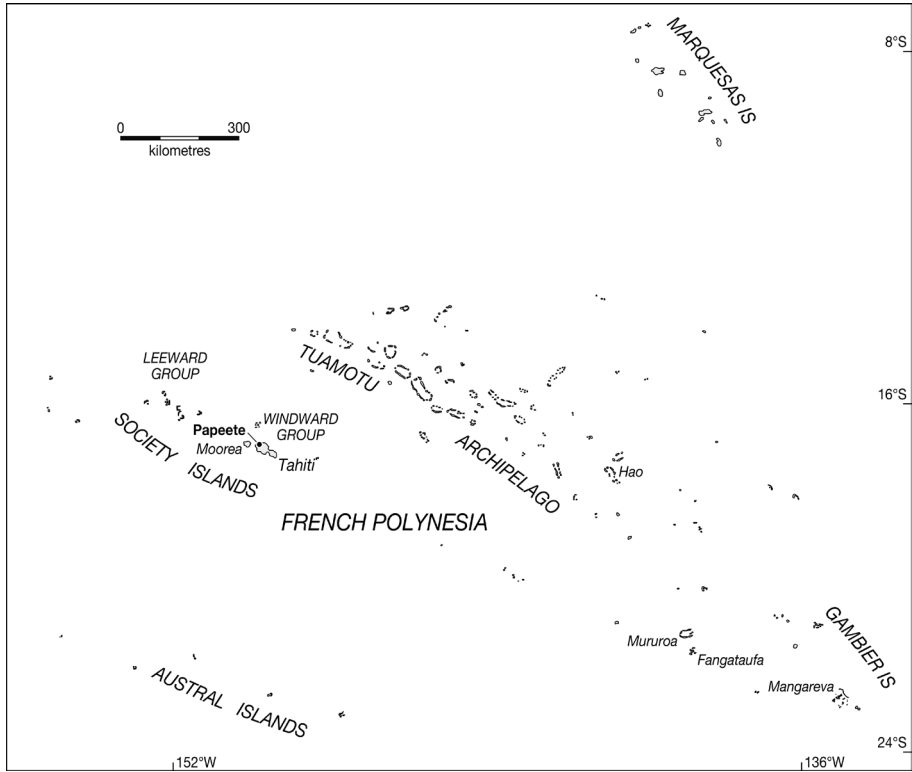 MARQUESAS IS
8°S
0 300
kilometres
LEEWARD
GROUP
TUAMOTU
16°S
Papeete
WINDWARD
GROUP
Moorea
Tahiti
SOCIETY ISLANDS
ARCHIPELAGO
Hao
FRENCH POLYNESIA
GAMBIER IS
Mururoa
Fangataufa
Mangareva
AUSTRAL ISLANDS
24°S
152°W
136°W